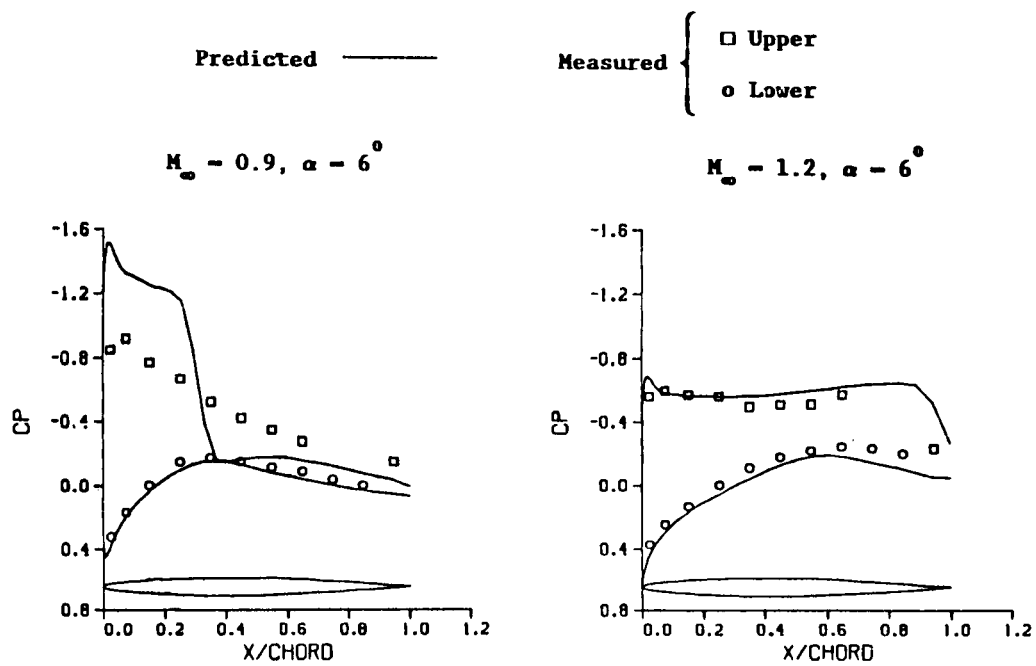 Predicted
Measured
Upper
Lower
M∞ = 0.9, α = 6°
M∞ = 1.2, α = 6°
-1.6
-1.2
-0.8
-0.4
0.0
0.4
0.8
CP
0.0 0.2 0.4 0.6 0.8 1.0 1.2
X/CHORD
-1.6
-1.2
-0.8
-0.4
0.0
0.4
0.8
CP
0.0 0.2 0.4 0.6 0.8 1.0 1.2
X/CHORD